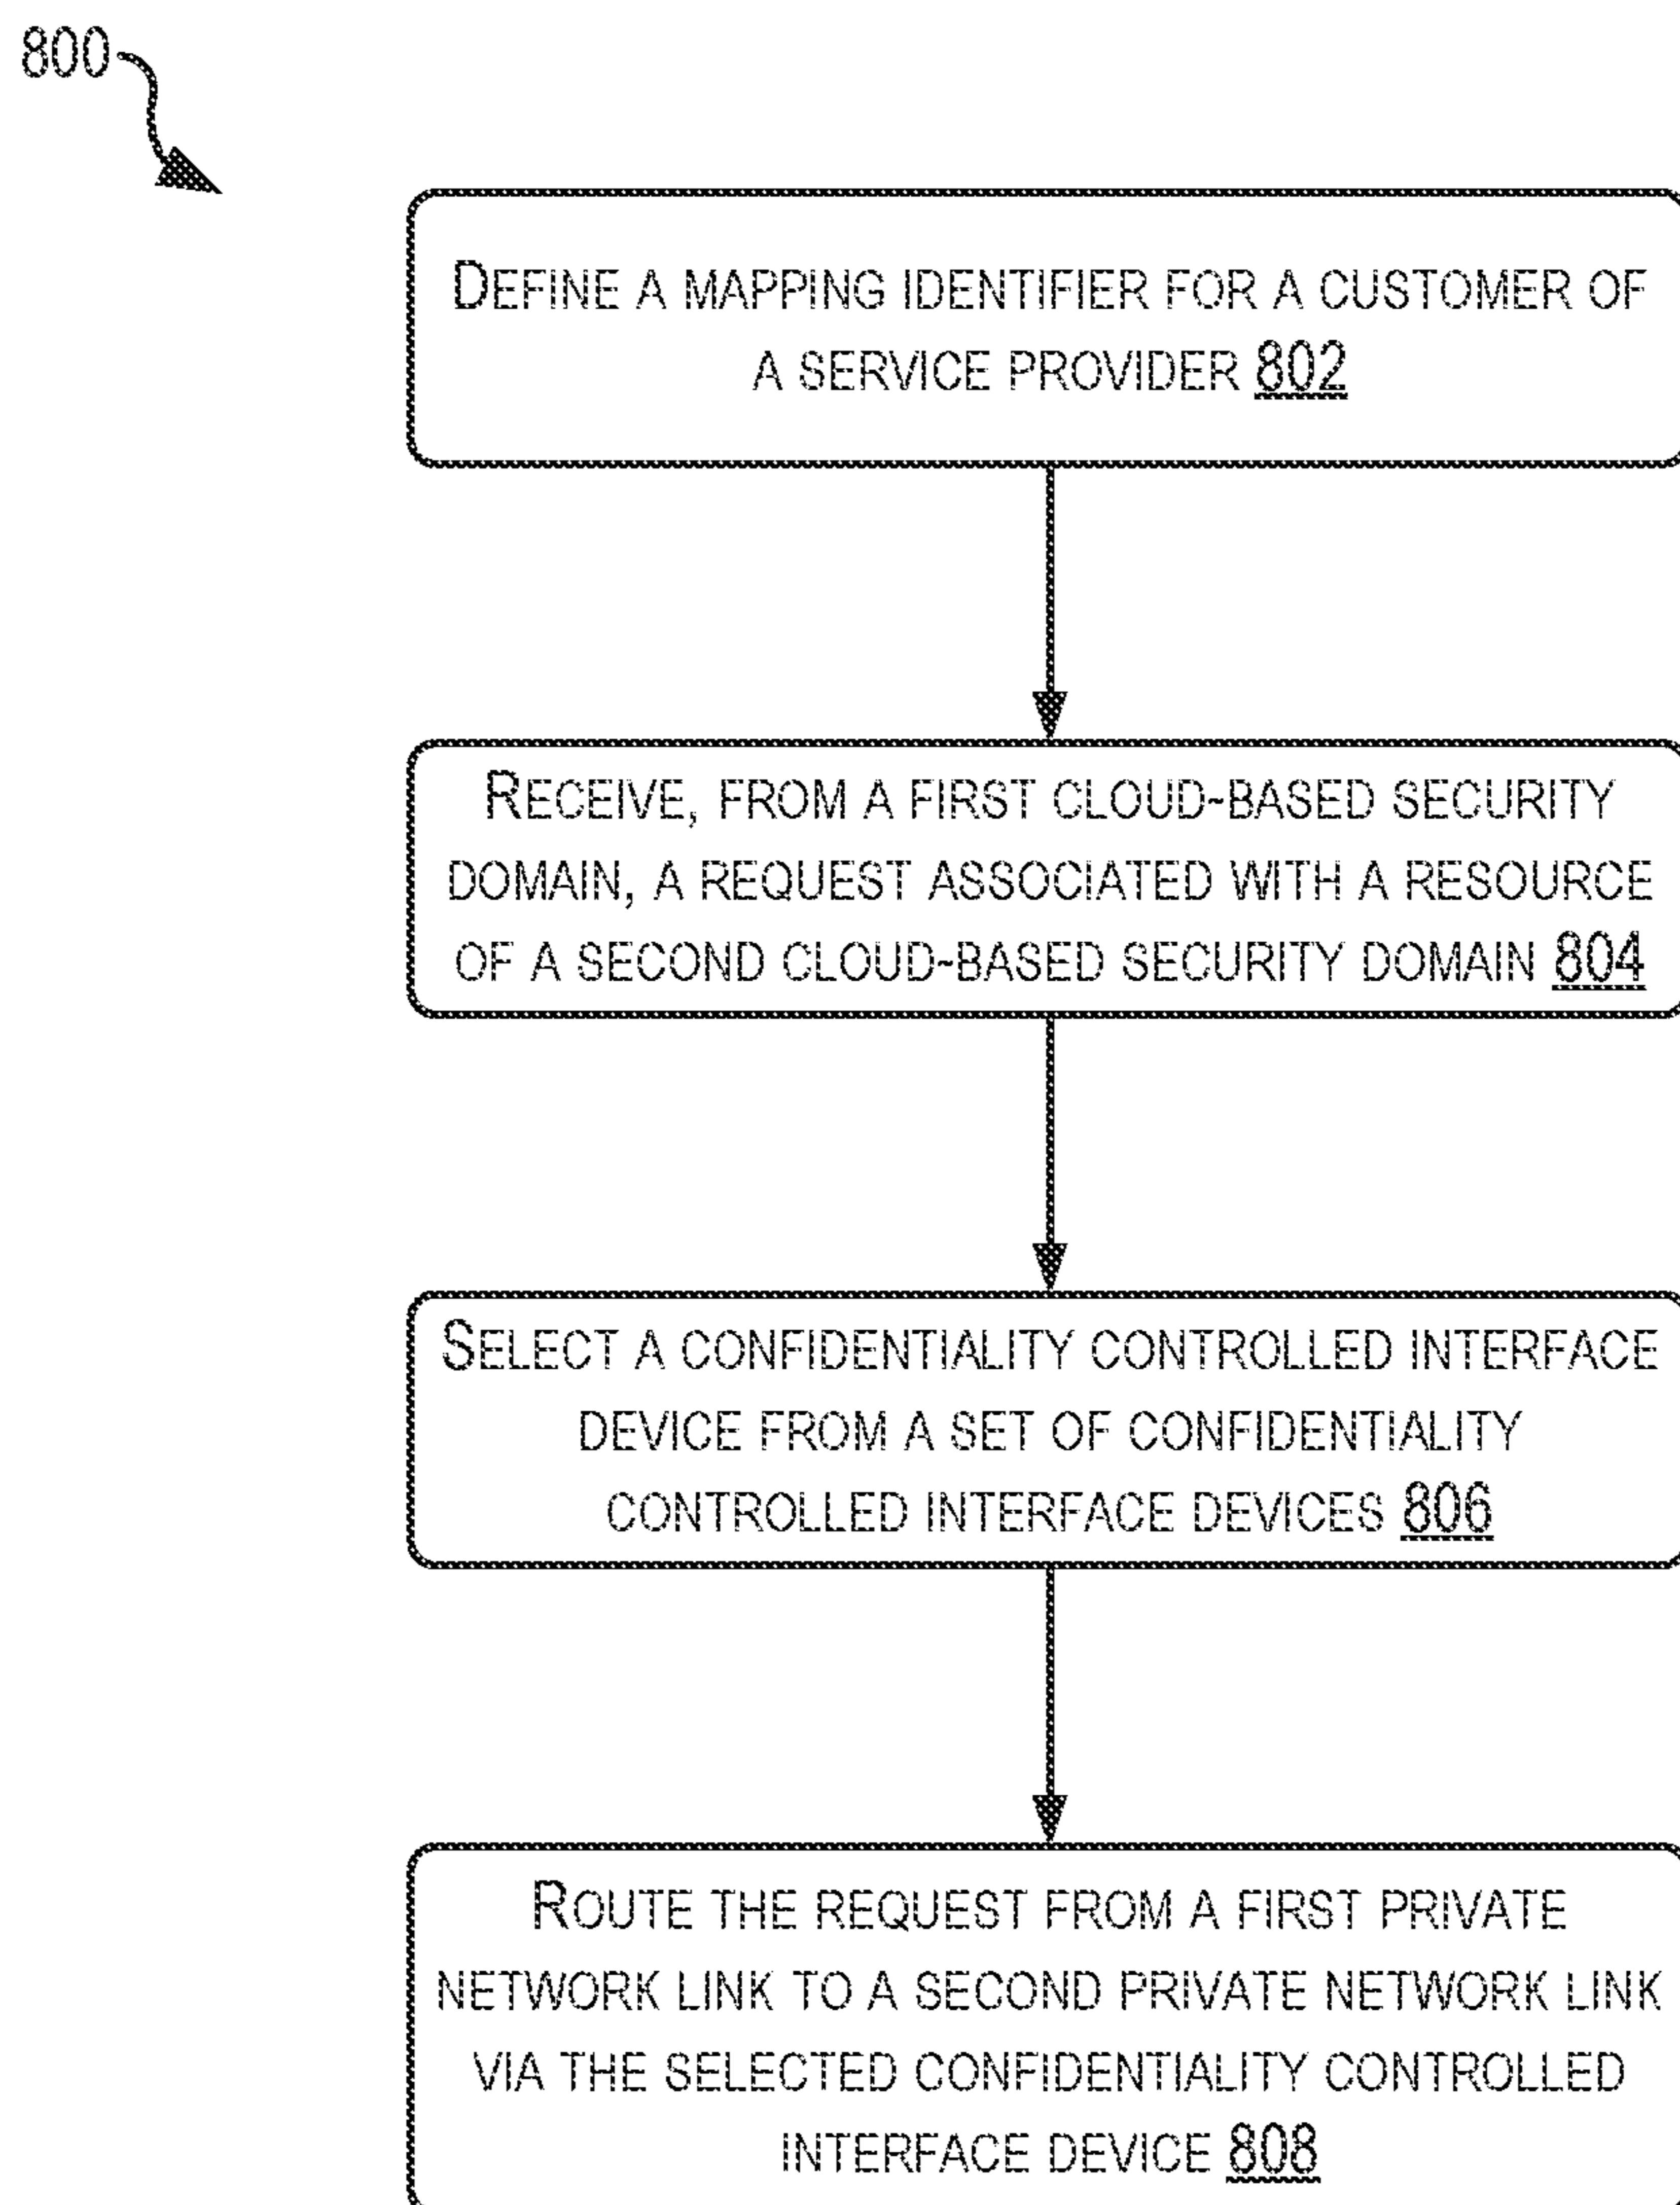 800
DEFINE A MAPPING IDENTIFIER FOR A CUSTOMER OF
A SERVICE PROVIDER 802
RECEIVE, FROM A FIRST CLOUD-BASED SECURITY
DOMAIN, A REQUEST ASSOCIATED WITH A RESOURCE
OF A SECOND CLOUD-BASED SECURITY DOMAIN 804
SELECT A CONFIDENTIALITY CONTROLLED INTERFACE
DEVICE FROM A SET OF CONFIDENTIALITY
CONTROLLED INTERFACE DEVICES 806
ROUTE THE REQUEST FROM A FIRST PRIVATE
NETWORK LINK TO A SECOND PRIVATE NETWORK LINK
VIA THE SELECTED CONFIDENTIALITY CONTROLLED
INTERFACE DEVICE 808